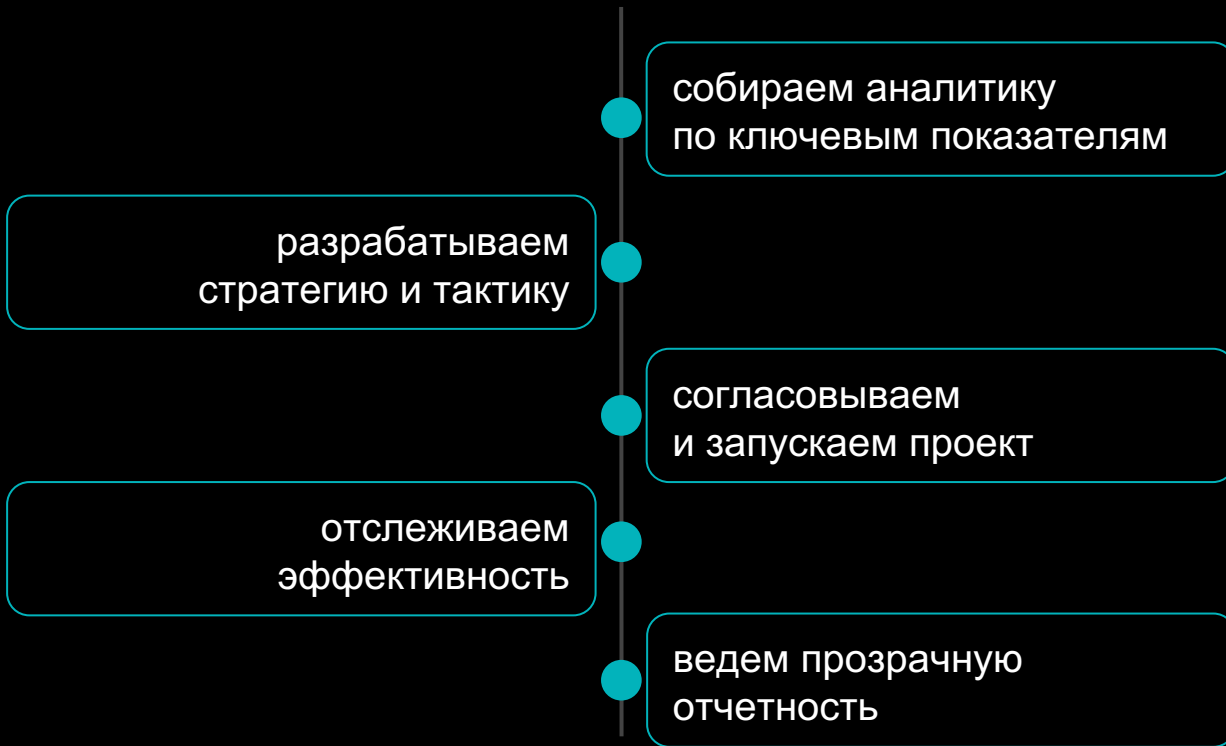 собираем аналитику
по ключевым показателям
разрабатываем
стратегию и тактику
согласовываем
и запускаем проект
отслеживаем
эффективность
ведем прозрачную
отчетность